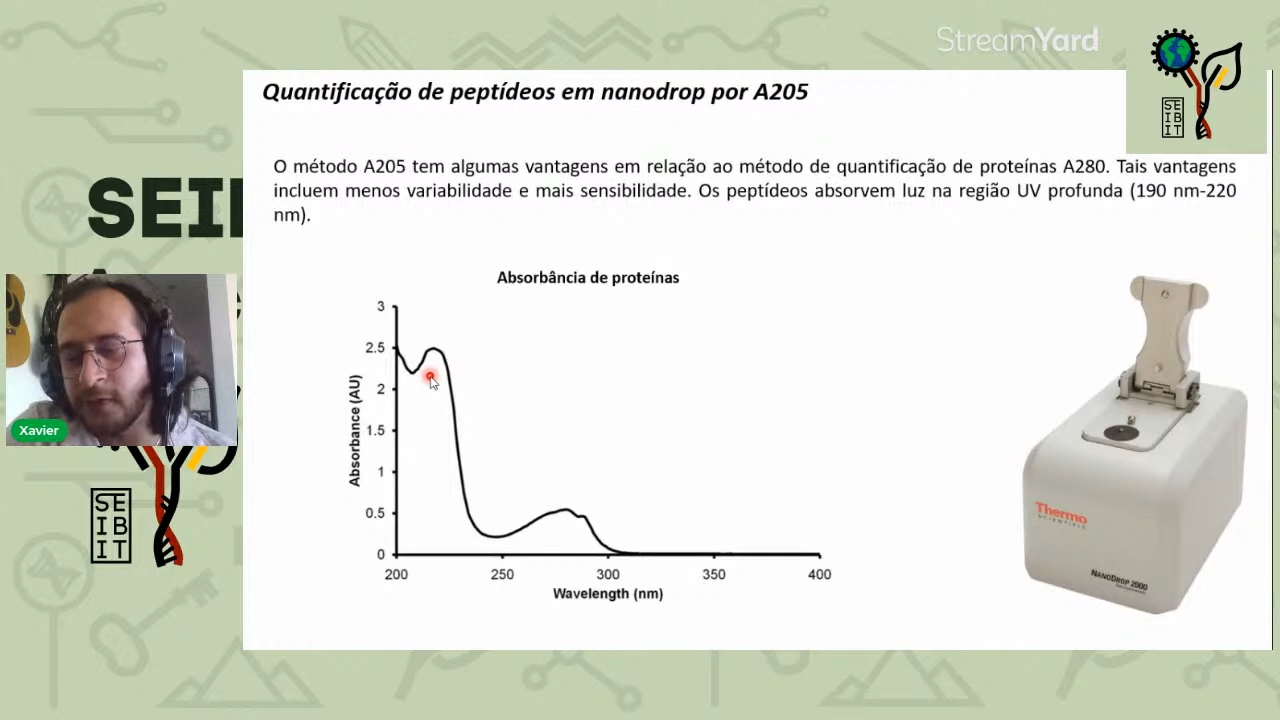 StreamYard
SE
IB
IT
Quantificação de peptídeos em nanodrop por A205
O método A205 tem algumas vantagens em relação ao método de quantificação de proteínas A280. Tais vantagens
incluem menos variabilidade e mais sensibilidade. Os peptídeos absorvem luz na região UV profunda (190 nm-220
nm).
SEI
Absorbância de proteínas
3
2.5
2
1.5
1
0.5
0
Absorbance (AU)
200 250 300 350 400
Wavelength (nm)
Xavier
SE
IB
IT
Thermo
SCIENTIFIC
NANODROP 2000